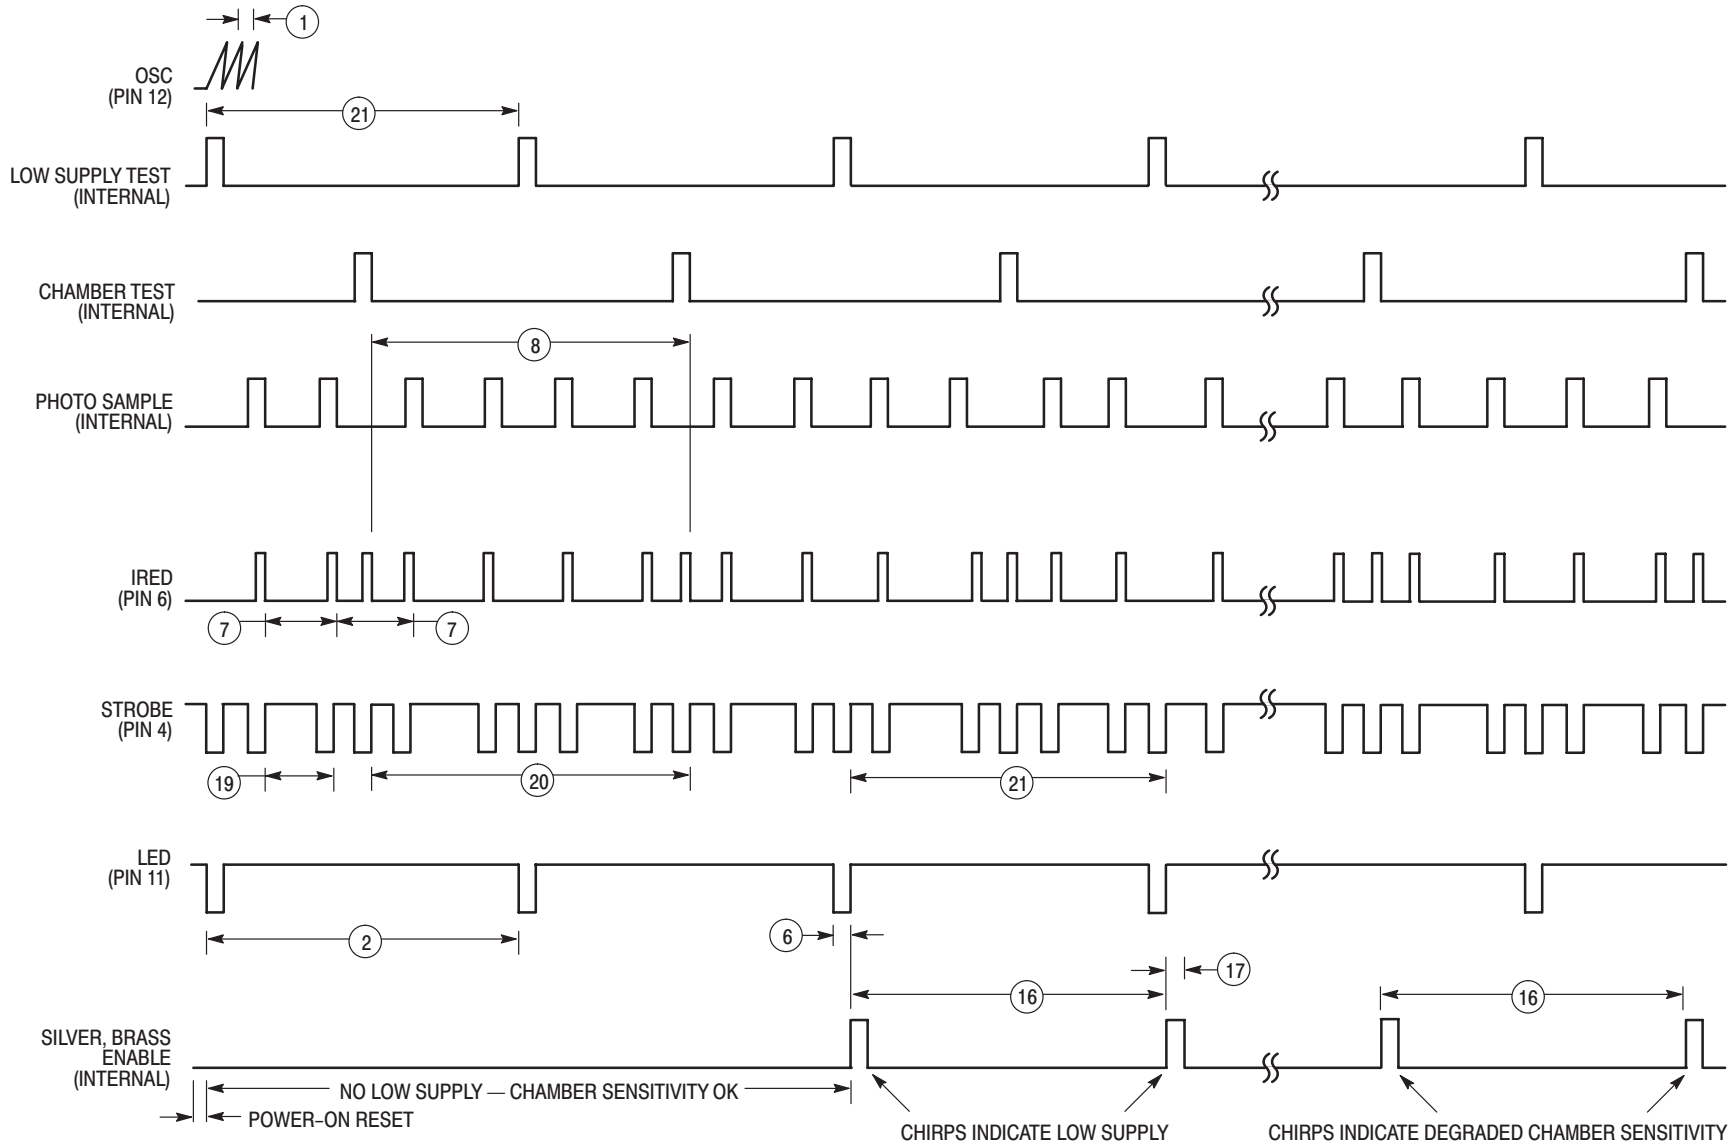 1
OSC
(PIN 12)
21
LOW SUPPLY TEST
(INTERNAL)
CHAMBER TEST
(INTERNAL)
8
PHOTO SAMPLE
(INTERNAL)
IRED
(PIN 6)
7
7
STROBE
(PIN 4)
19
20
21
LED
(PIN 11)
2
6
17
16
16
SILVER, BRASS
ENABLE
(INTERNAL)
NO LOW SUPPLY — CHAMBER SENSITIVITY OK
POWER–ON RESET
CHIRPS INDICATE LOW SUPPLY
CHIRPS INDICATE DEGRADED CHAMBER SENSITIVITY